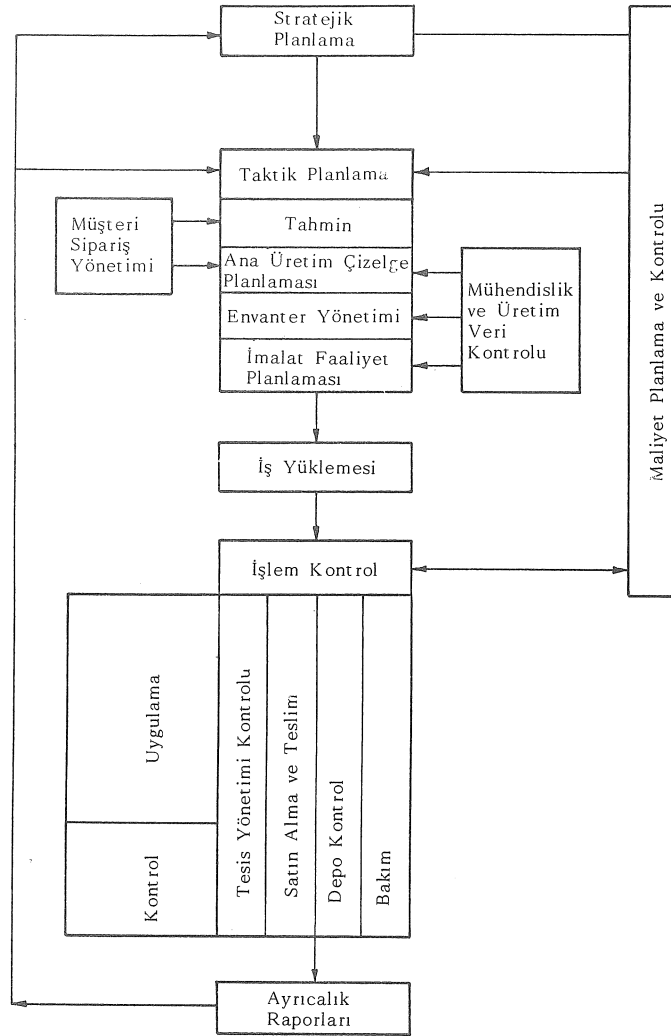 Stratejik
Planlama
Taktik Planlama
Tahmin
Müşteri
Sipariş
Yönetimi
Ana Üretim Çizelge
Planlaması
Envanter Yönetimi
İmalat Faaliyet
Planlaması
Mühendislik
ve Üretim
Veri
Kontrolu
Maliyet Planlama ve Kontrolu
İş Yüklemesi
İşlem Kontrol
Uygulama
Kontrol
Tesis Yönetimi Kontrolu
Satın Alma ve Teslim
Depo Kontrol
Bakım
Ayrıcalık
Raporları